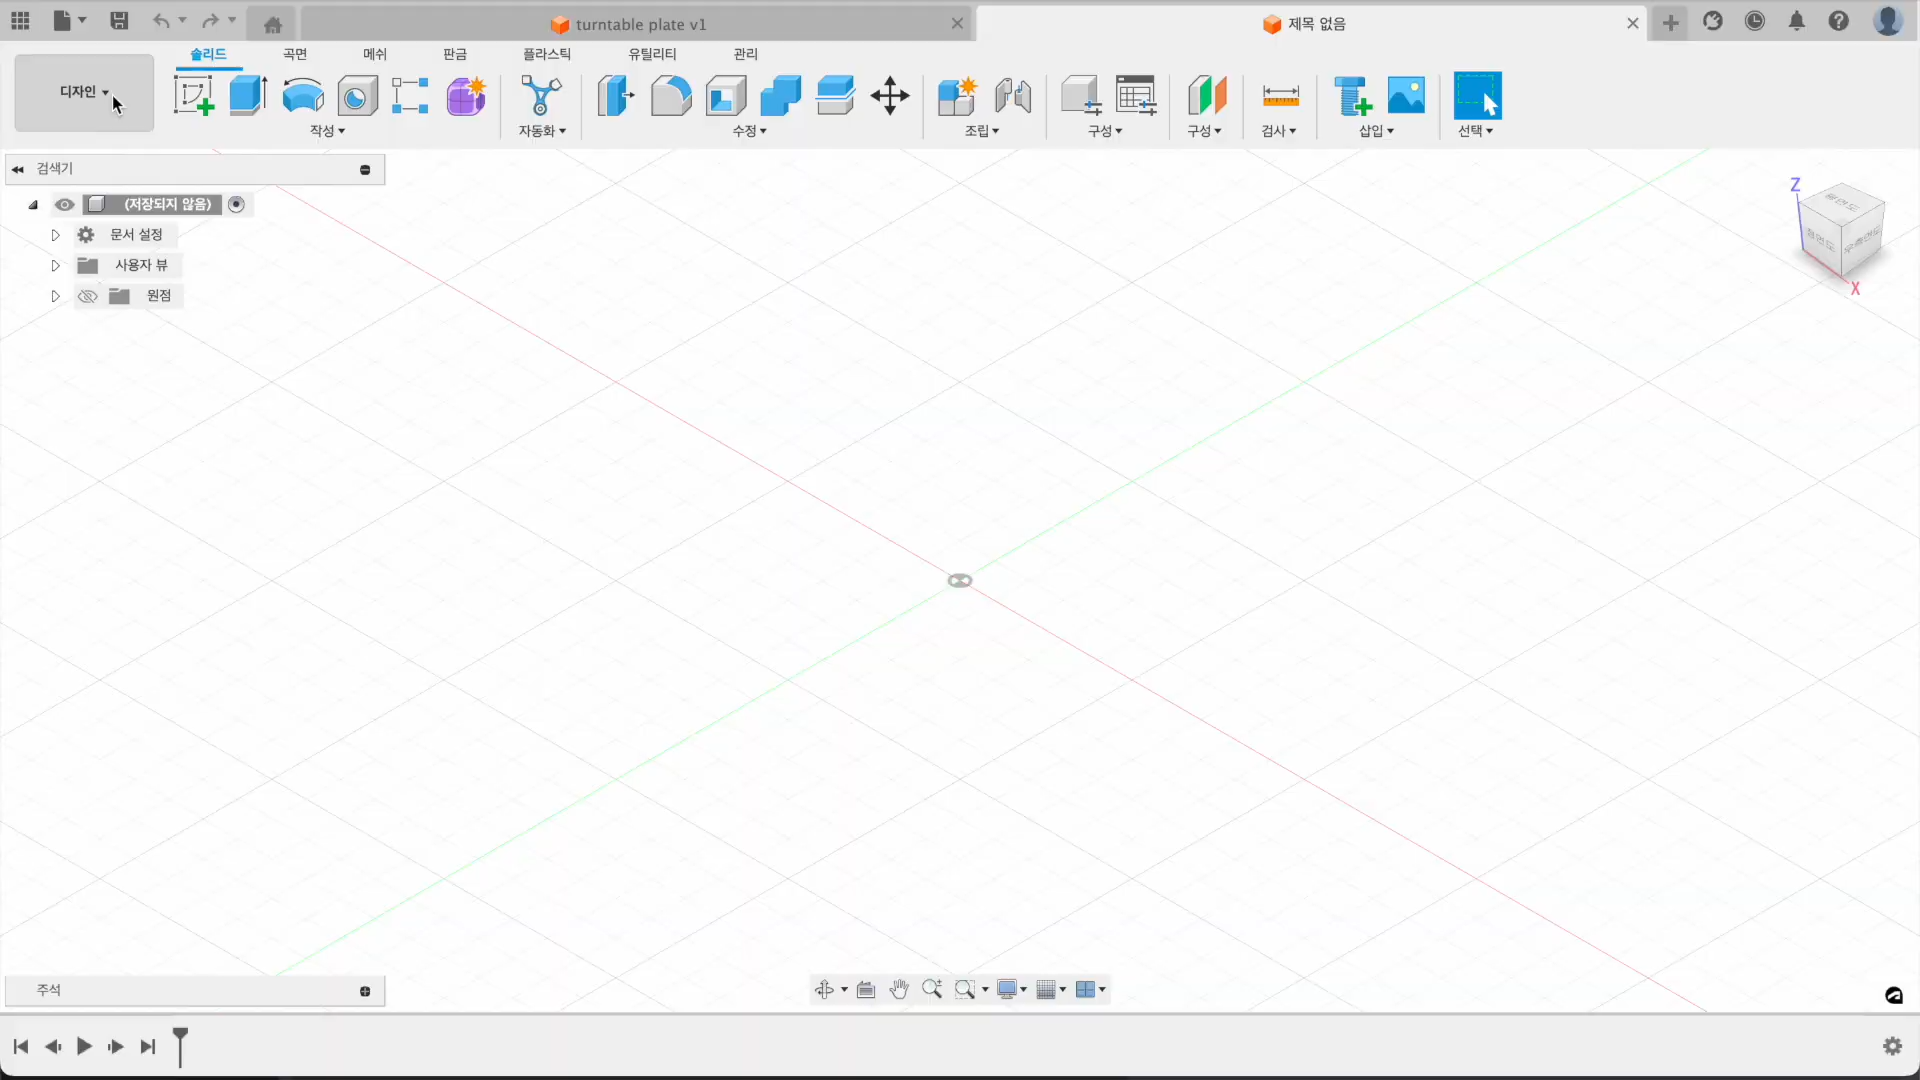 turntable plate v1
제목 없음
솔리드 곡면 메쉬 판금 플라스틱 유틸리티 관리
디자인
작성 자동화 수정 조립 구성 구성 검사 삽입 선택
검색기
(저장되지 않음)
문서 설정
사용자 뷰
원점
Z
X
주석